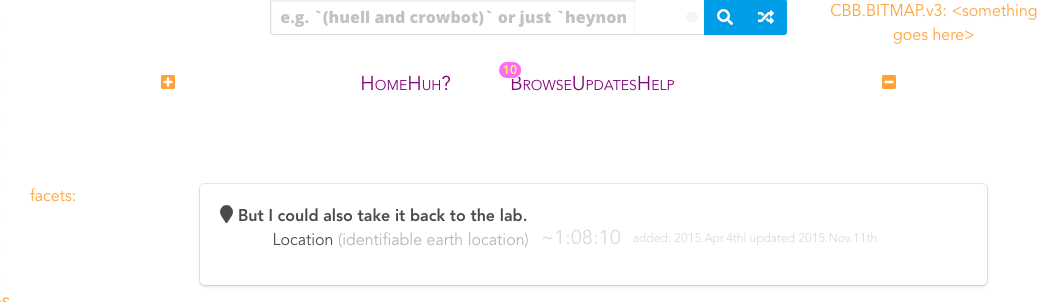 e.g. `(huell and crowbot)` or just `heynon
CBB.BITMAP.v3: <something
goes here>
10
HomeHuh? BrowseUpdatesHelp
facets:
But I could also take it back to the lab.
Location (identifiable earth location) ~1:08:10 added: 2015.Apr.4th| updated 2015.Nov.11th